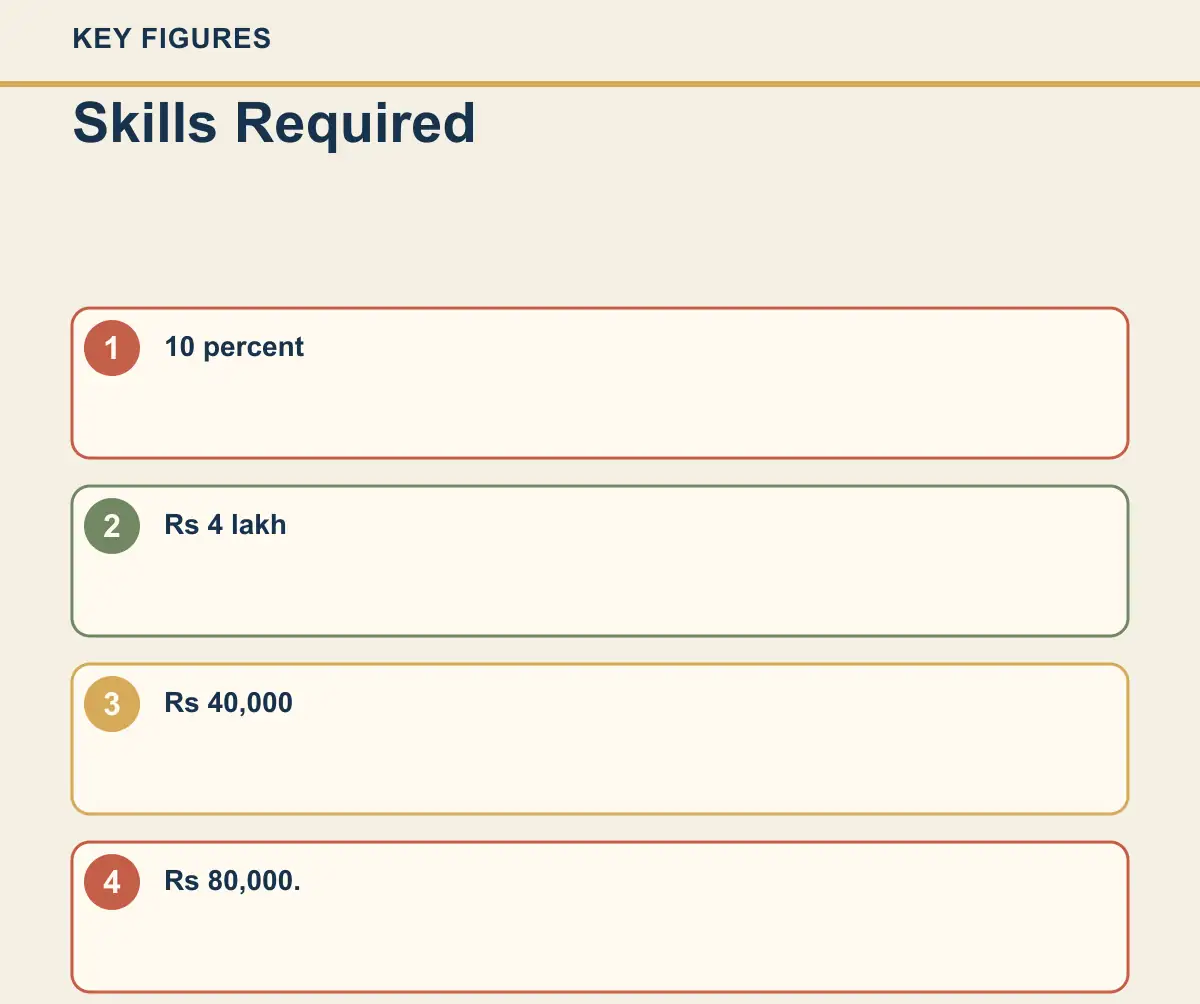 KEY FIGURES
Skills Required
1 10 percent
2 Rs 4 lakh
3 Rs 40,000
4 Rs 80,000.